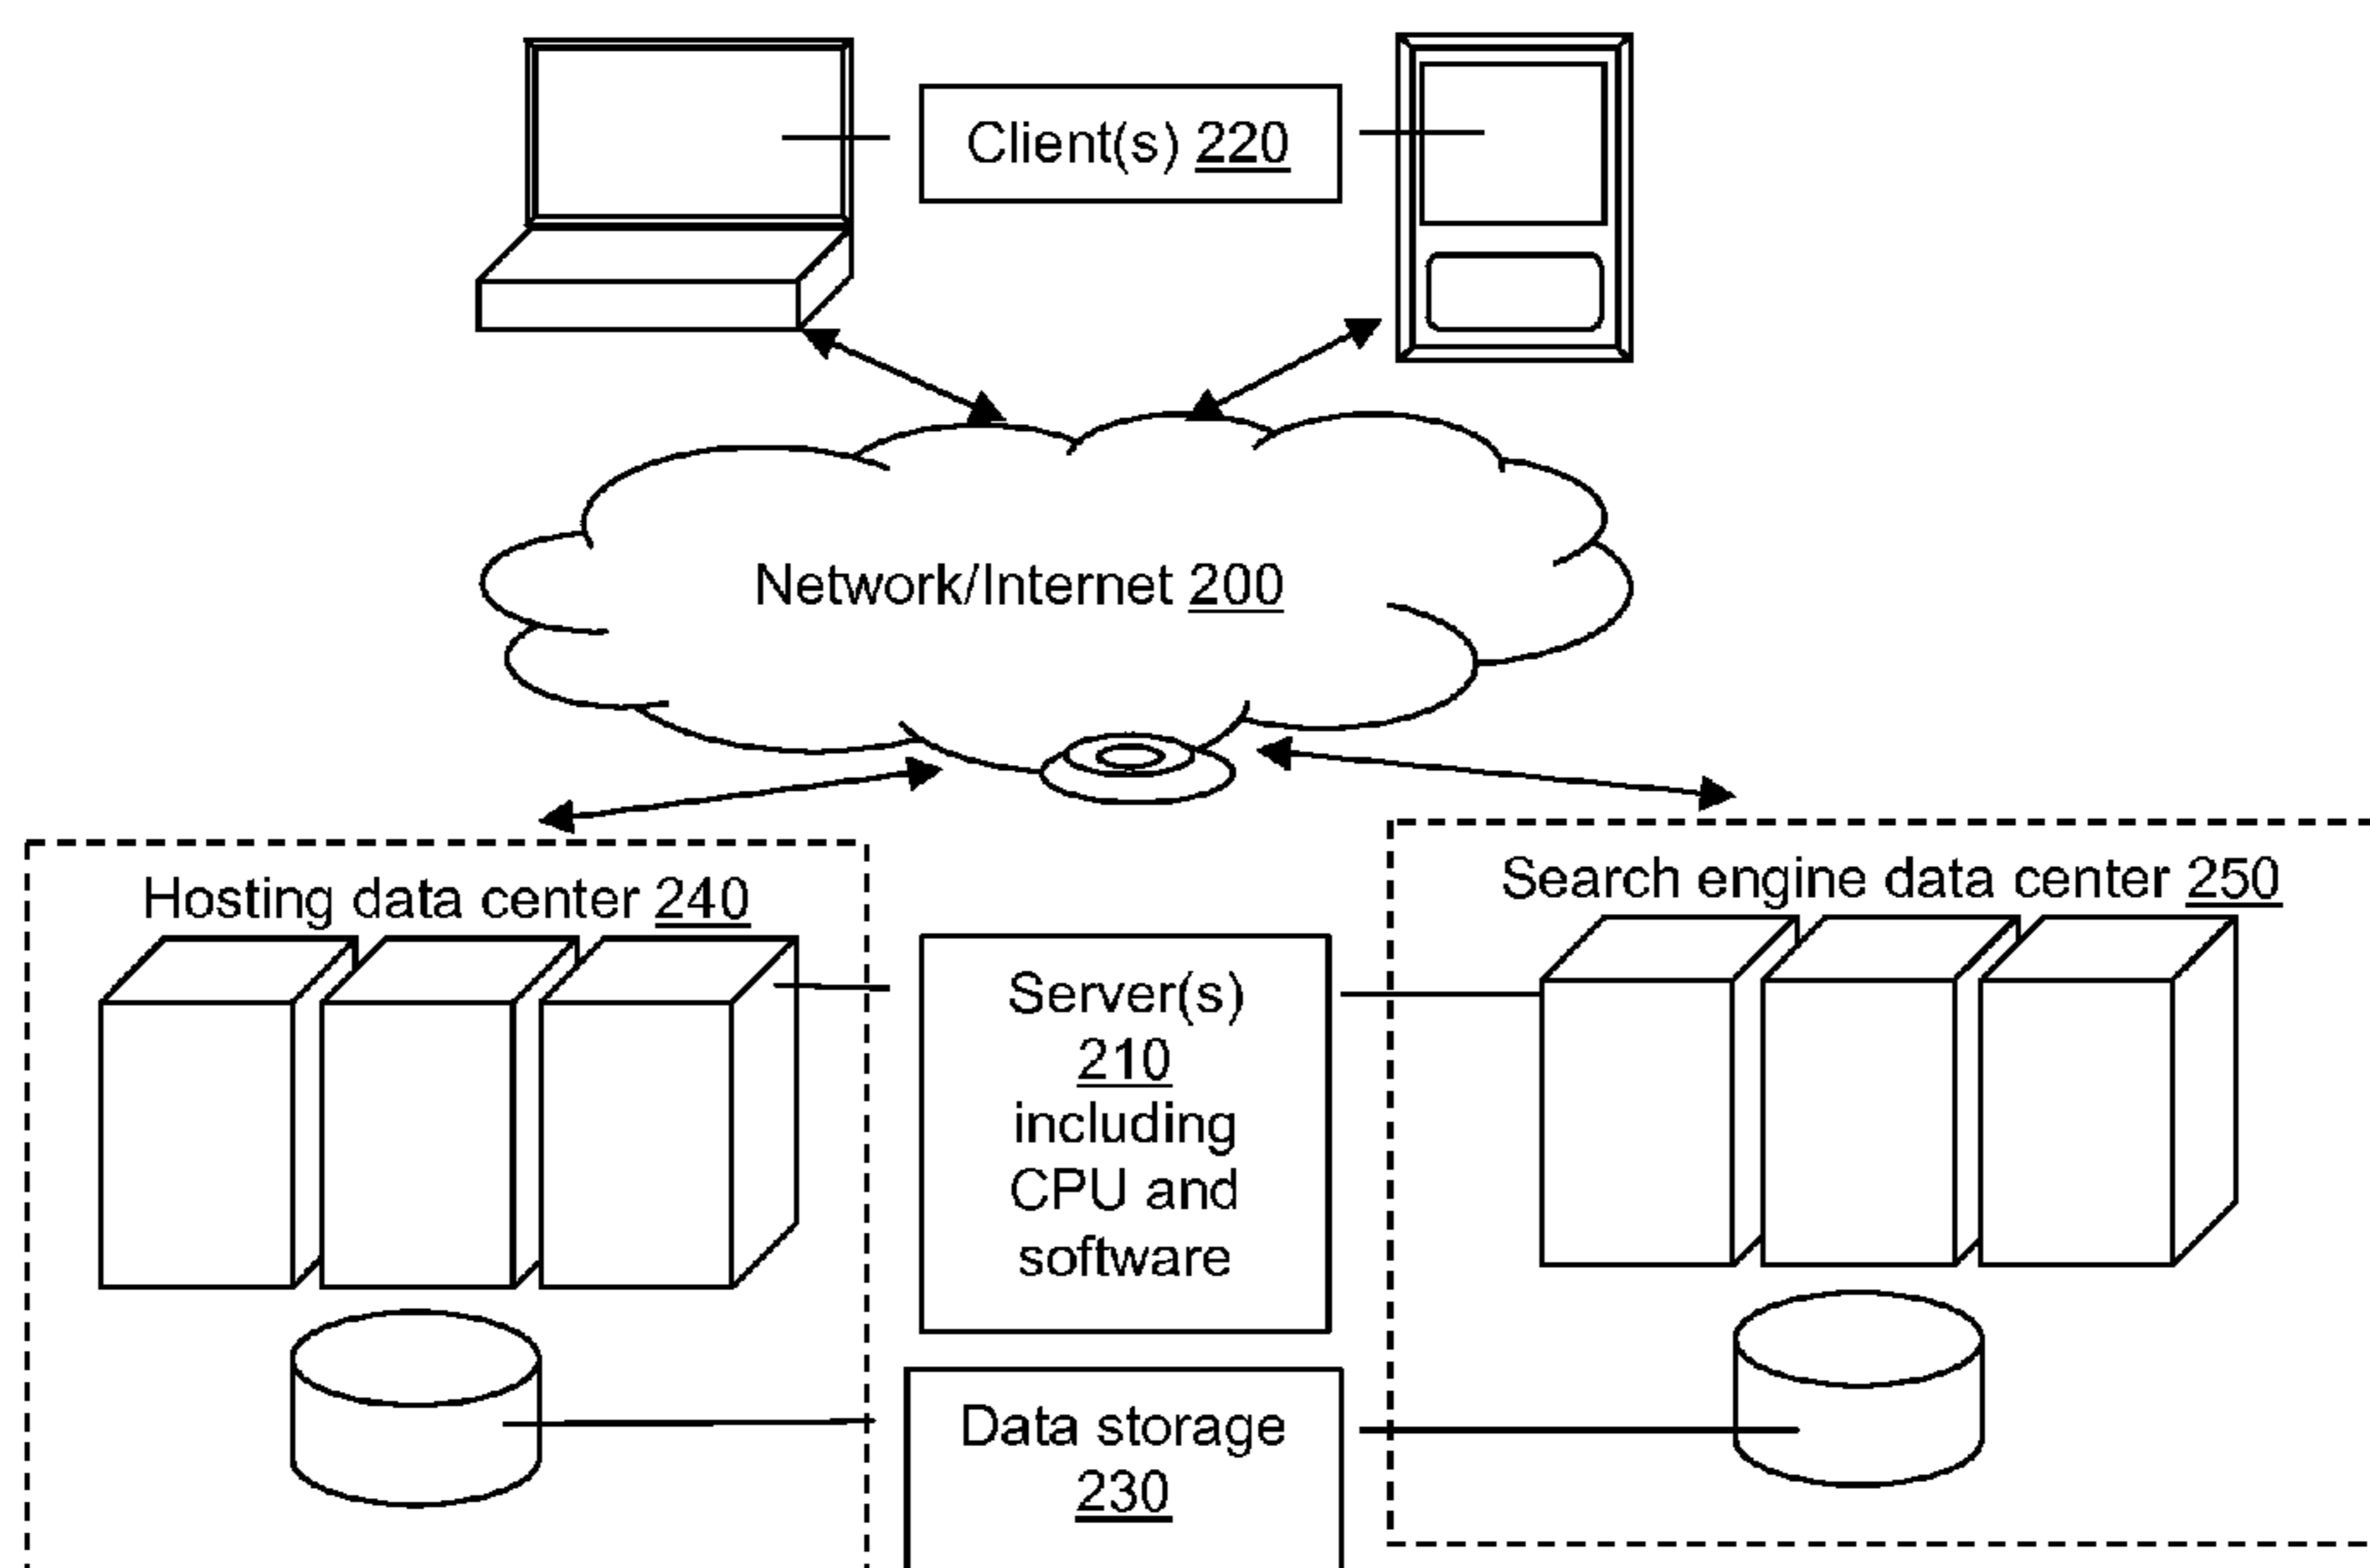 Client(s) 220
Network/Internet 200
Hosting data center 240
Search engine data center 250
Server(s)
210
including
CPU and
software
Data storage
230